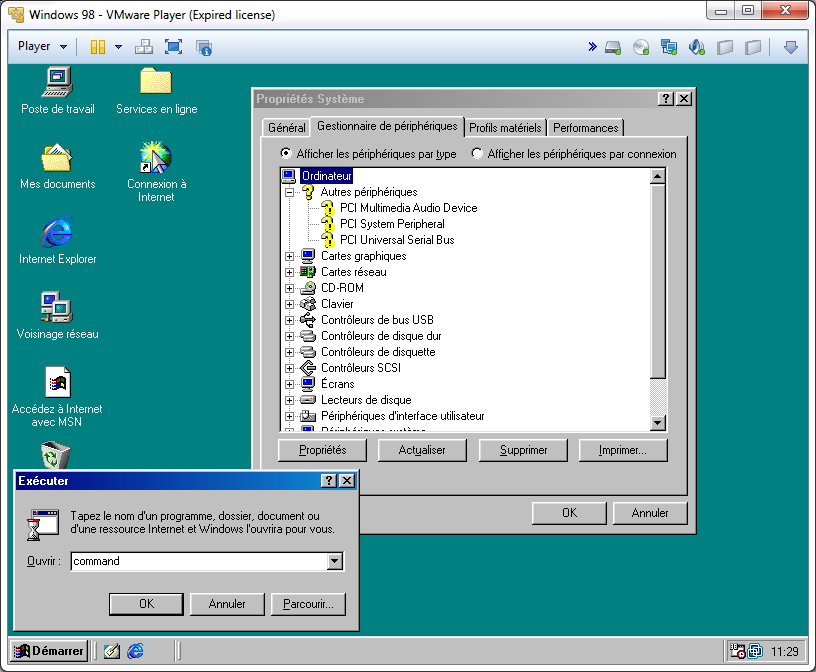 Windows 98 - VMware Player (Expired license)
Player
Poste de travail
Services en ligne
Mes documents
Connexion à
Internet
Internet Explorer
Voisinage réseau
Accédez à Internet
avec MSN
Propriétés Système
Général
Gestionnaire de périphériques
Profils matériels
Performances
Afficher les périphériques par type
Afficher les périphériques par connexion
Ordinateur
Autres périphériques
PCI Multimedia Audio Device
PCI System Peripheral
PCI Universal Serial Bus
Cartes graphiques
Cartes réseau
CD-ROM
Clavier
Contrôleurs de bus USB
Contrôleurs de disque dur
Contrôleurs de disquette
Contrôleurs SCSI
Écrans
Lecteurs de disque
Périphériques d'interface utilisateur
Périphériques système
Propriétés
Actualiser
Supprimer
Imprimer...
OK
Annuler
Exécuter
Tapez le nom d'un programme, dossier, document ou
d'une ressource Internet et Windows l'ouvrira pour vous.
Ouvrir :
command
OK
Annuler
Parcourir...
Démarrer
11:29